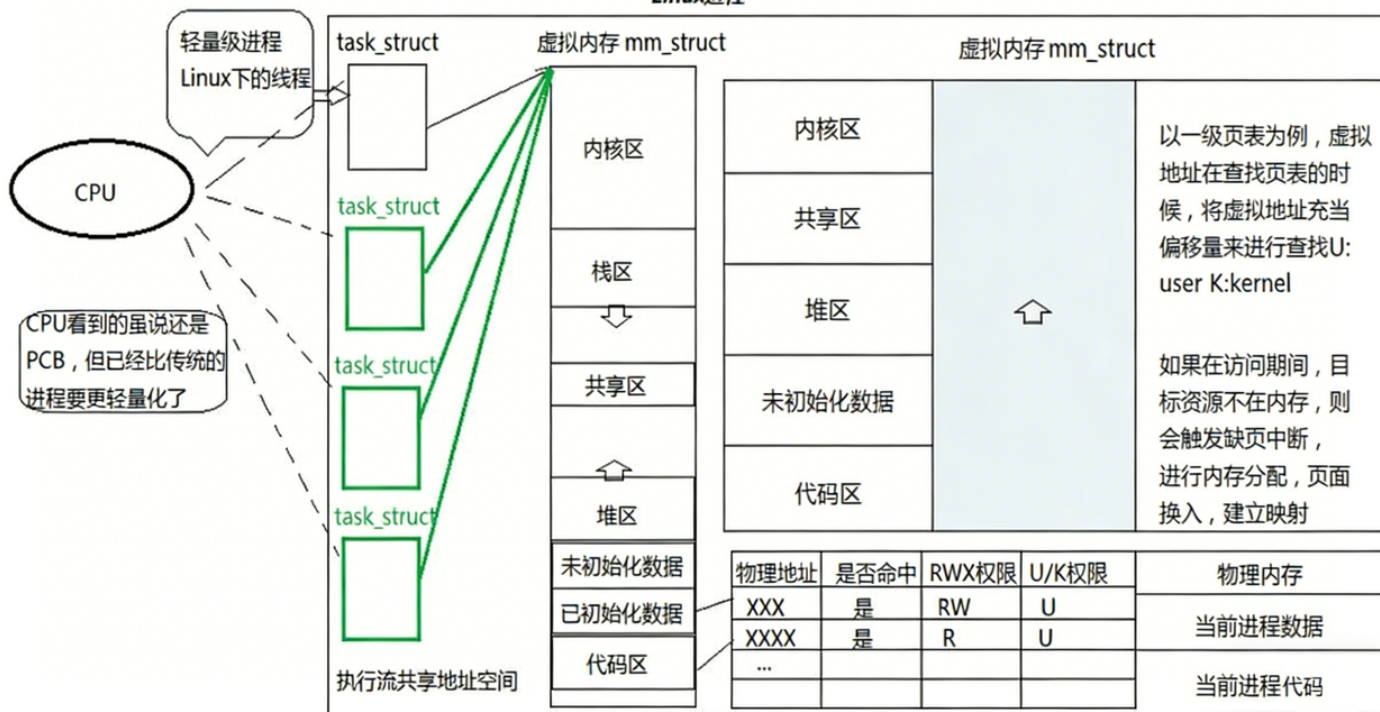 Linux进程
轻量级进程
Linux下的线程
CPU
CPU看到的虽说还是
PCB，但已经比传统的
进程要更轻量化了
task_struct
task_struct
task_struct
task_struct
执行流共享地址空间
虚拟内存 mm_struct
内核区
栈区
共享区
堆区
未初始化数据
已初始化数据
代码区
虚拟内存 mm_struct
内核区
共享区
堆区
未初始化数据
代码区
以一级页表为例，虚拟
地址在查找页表的时
候，将虚拟地址充当
偏移量来进行查找U:
user K:kernel
如果在访问期间，目
标资源不在内存，则
会触发缺页中断，
进行内存分配，页面
换入，建立映射
物理地址 是否命中 RWX权限 U/K权限
XXX 是 RW U
XXXX 是 R U
...
物理内存
当前进程数据
当前进程代码